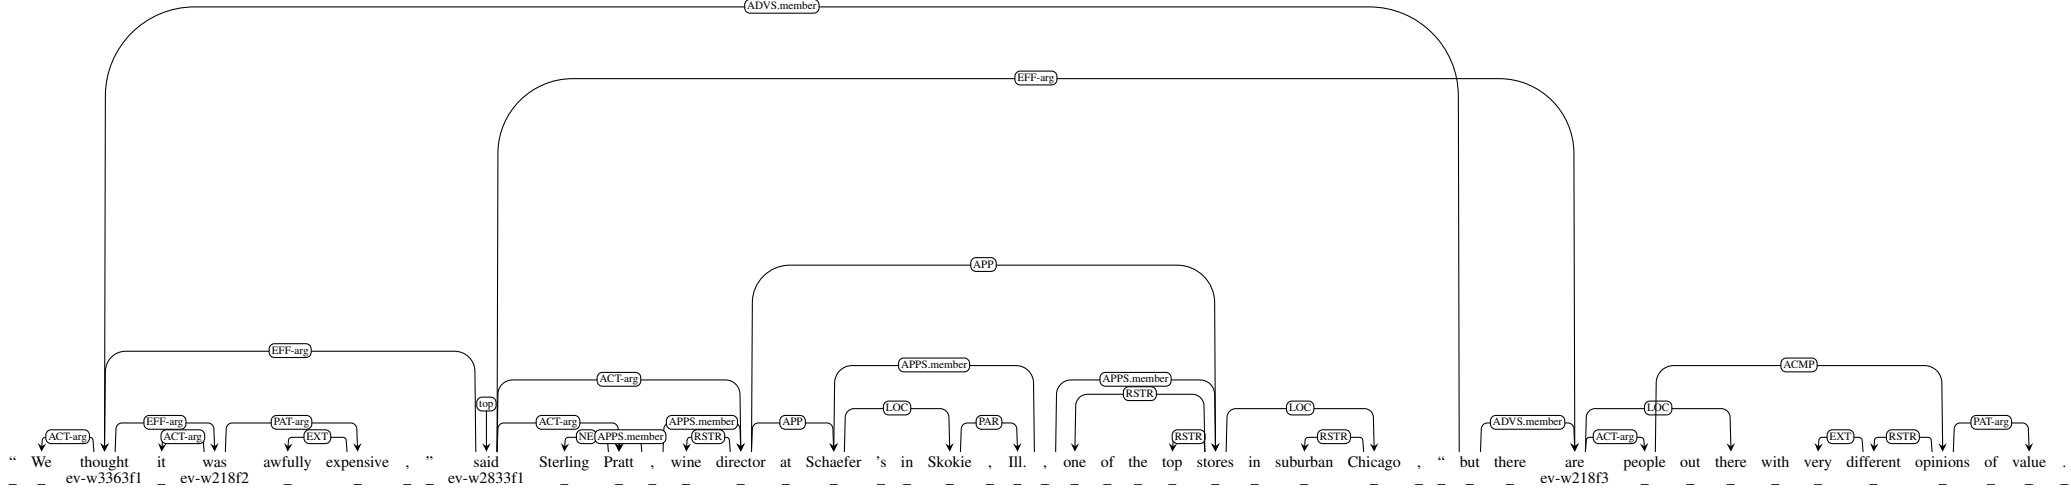 ADVS.member
EFF-arg
APP
EFF-arg
APPS.member ACMP
ACT-arg APPS.member
RSTR
top LOC LOC LOC
EFF-arg PAT-arg ACT-arg APPS.member APP PAR ADVS.member PAT-arg
ACT-arg ACT-arg EXT NE APPS.member RSTR RSTR RSTR ACT-arg EXT RSTR
“ We thought it was awfully expensive , ” said Sterling Pratt , wine director at Schaefer 's in Skokie , Ill. , one of the top stores in suburban Chicago , “ but there are people out there with very different opinions of value .
_ _ ev-w3363f1 _ ev-w218f2 _ _ _ _ ev-w2833f1 _ _ _ _ _ _ _ _ _ _ _ _ _ _ _ _ _ _ _ _ _ _ _ _ _ ev-w218f3 _ _ _ _ _ _ _ _ _ _